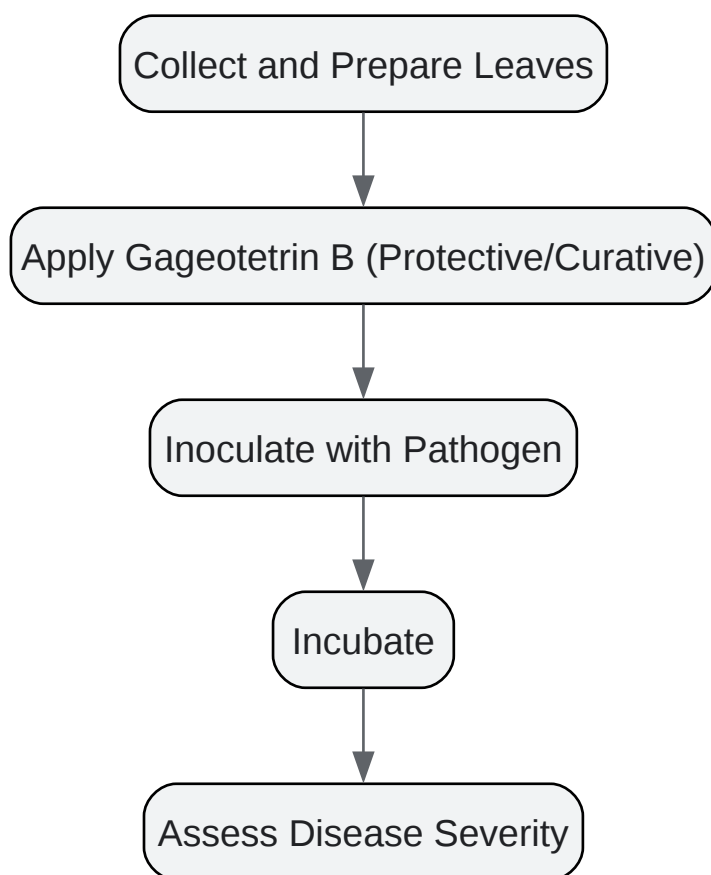 Collect and Prepare Leaves
Apply Gageotetrin B (Protective/Curative)
Inoculate with Pathogen
Incubate
Assess Disease Severity